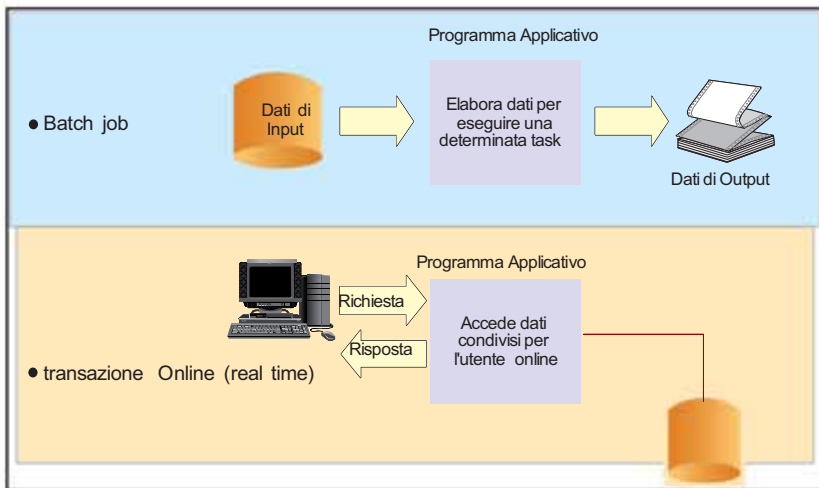 Programma Applicativo
• Batch job
Dati di
Input
Elabora dati per
eseguire una
determinata task
Dati di Output
Programma Applicativo
Richiesta
Risposta
Accede dati
condivisi per
l'utente online
• transazione Online (real time)